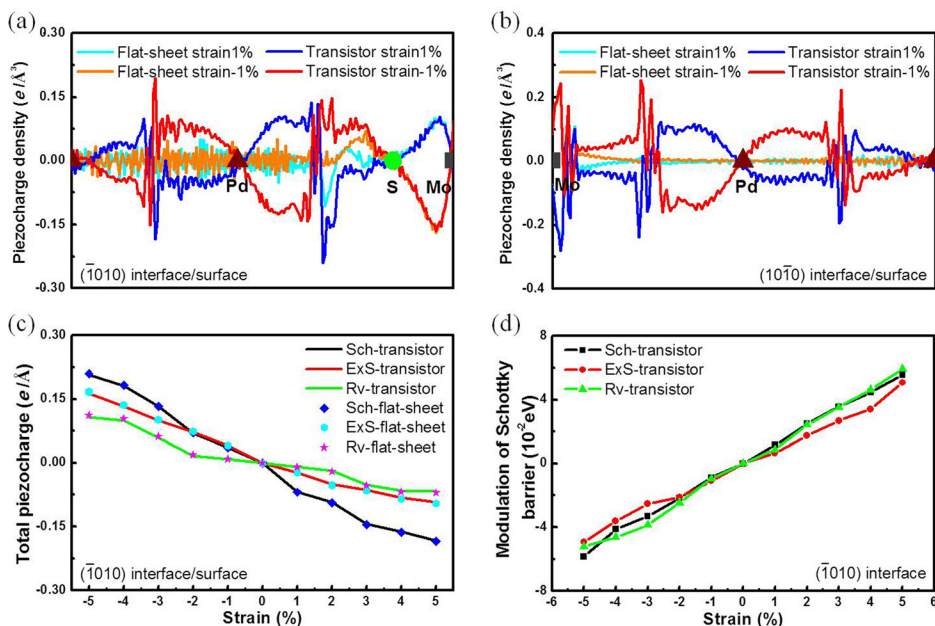 (a)
0.30
0.15
0.00
-0.15
-0.30
Piezocharge density (e/Å³)
Flat-sheet strain1%
Transistor strain1%
Flat-sheet strain-1%
Transistor strain-1%
Pd
S
Mo
(1̄010) interface/surface
(b)
0.4
0.2
0.0
-0.2
-0.4
Piezocharge density (e/Å³)
Flat-sheet strain1%
Transistor strain1%
Flat-sheet strain-1%
Transistor strain-1%
Mo
Pd
(101̄0) interface/surface
(c)
0.30
0.15
0.00
-0.15
0.30
Total piezocharge (e/Å)
Sch-transistor
ExS-transistor
Rv-transistor
Sch-flat-sheet
ExS-flat-sheet
Rv-flat-sheet
(1̄010) interface/surface
-5 -4 -3 -2 -1 0 1 2 3 4 5
Strain (%)
(d)
8
4
0
-4
-8
Modulation of Schottky
barrier (10⁻²eV)
Sch-transistor
ExS-transistor
Rv-transistor
(1̄010) interface
-6 -5 -4 -3 -2 -1 0 1 2 3 4 5 6
Strain (%)